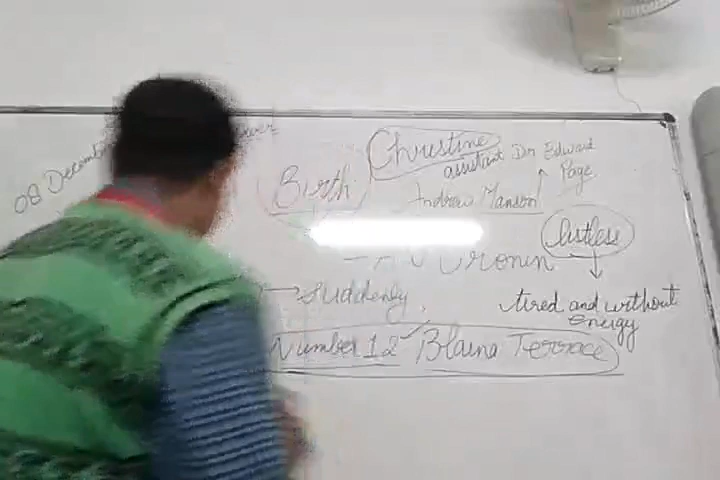 08 December
Christine
assistant Dr Edward
Page
Birth
Andrew Manson
listless
- A J Cronin
→ suddenly
tired and without
energy
Number 12 Blaina Terrace